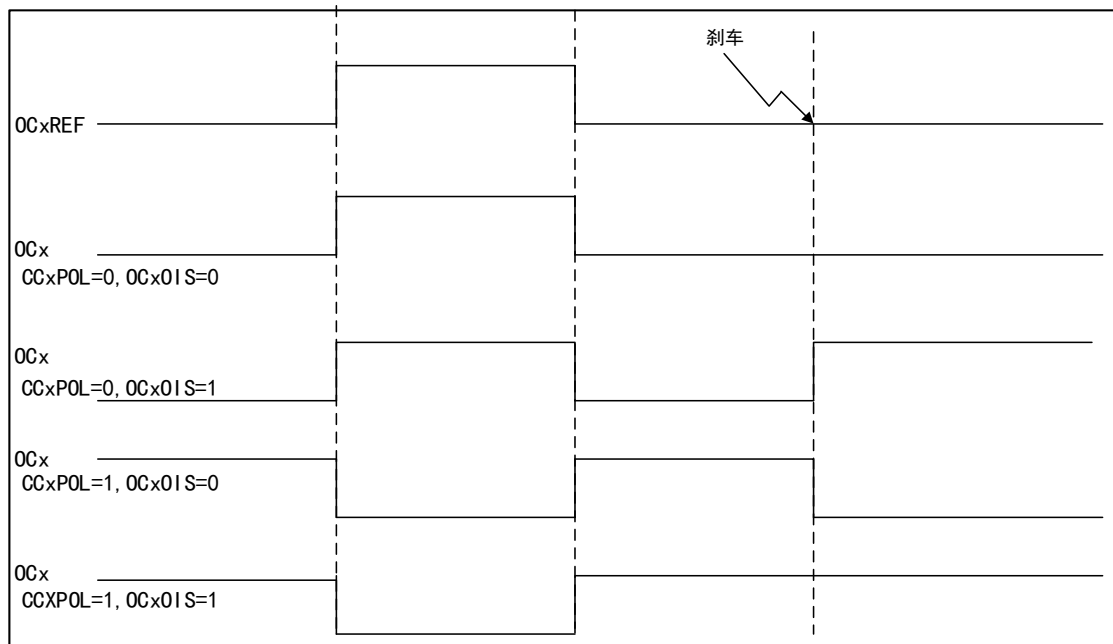 刹车
OCxREF
OCx
CCxPOL=0, OCxOIS=0
OCx
CCxPOL=0, OCxOIS=1
OCx
CCxPOL=1, OCxOIS=0
OCx
CCXPOL=1, OCxOIS=1